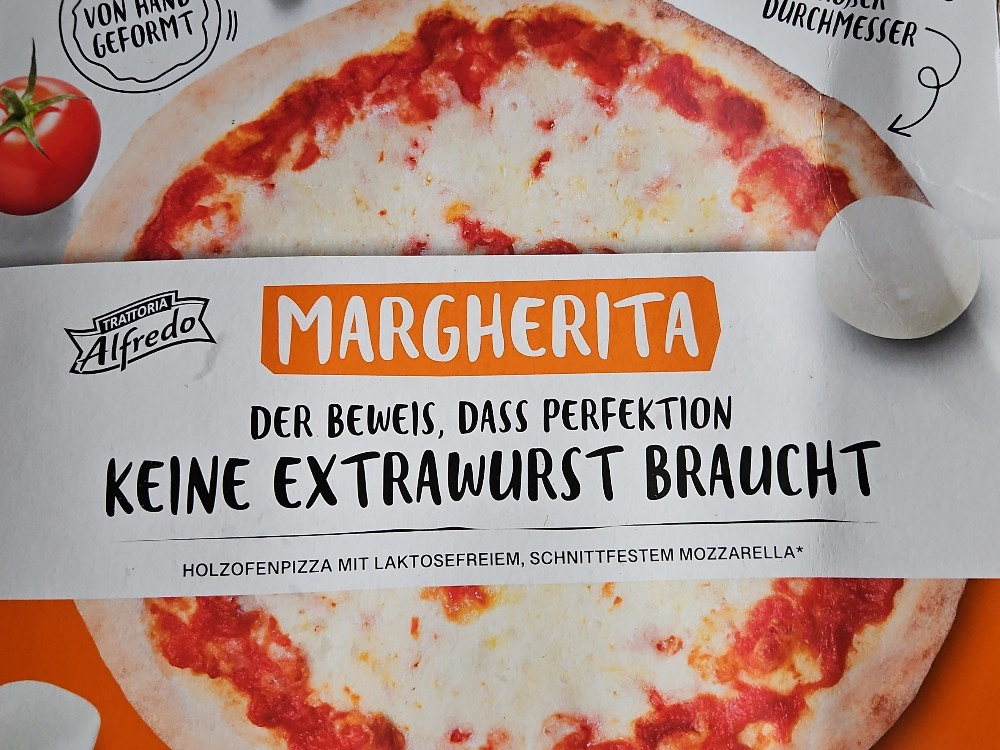 VON HAND
GEFORMT
DURCHMESSER
TRATTORIA
Alfredo
MARGHERITA
DER BEWEIS, DASS PERFEKTION
KEINE EXTRAWURST BRAUCHT
HOLZOFENPIZZA MIT LAKTOSEFREIEM, SCHNITTFESTEM MOZZARELLA*